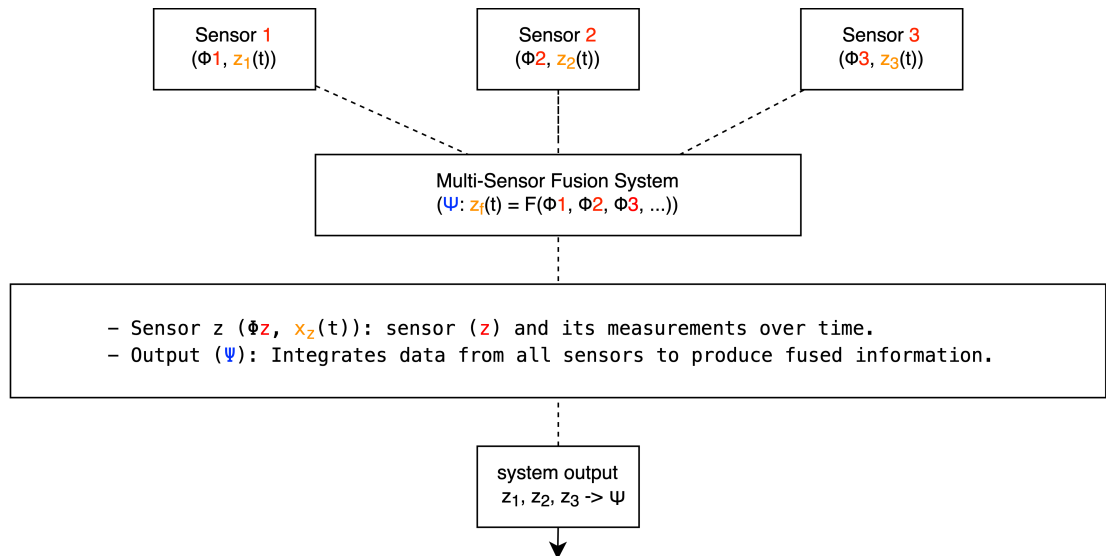 Sensor 1
(Φ1, z₁(t))
Sensor 2
(Φ2, z₂(t))
Sensor 3
(Φ3, z₃(t))
Multi-Sensor Fusion System
(Ψ: z_f(t) = F(Φ1, Φ2, Φ3, ...))
– Sensor z (Φz, x_z(t)): sensor (z) and its measurements over time.
– Output (Ψ): Integrates data from all sensors to produce fused information.
system output
z₁, z₂, z₃ -> Ψ